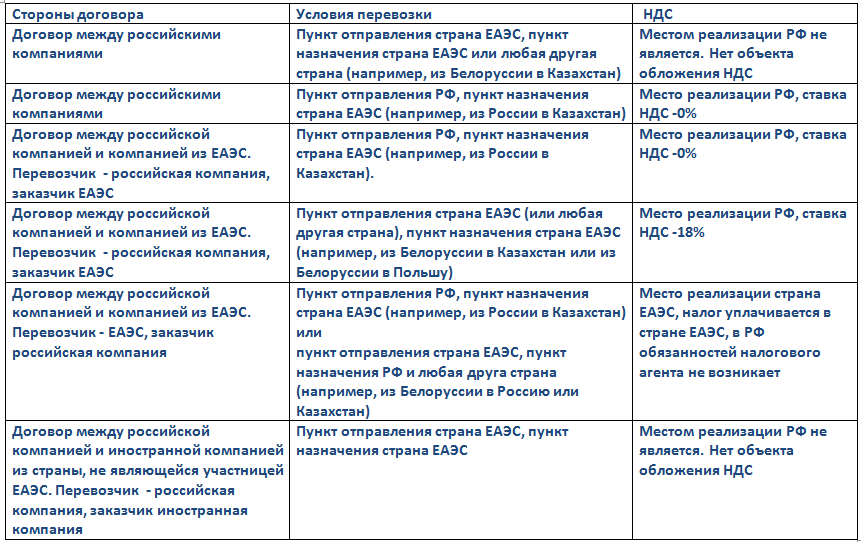 Стороны договора
Условия перевозки
НДС
Договор между российскими
компаниями
Пункт отправления страна ЕАЭС, пункт
назначения страна ЕАЭС или любая другая
страна (например, из Белоруссии в Казахстан)
Местом реализации РФ не
является. Нет объекта
обложения НДС
Договор между российскими
компаниями
Пункт отправления РФ, пункт назначения
страна ЕАЭС (например, из России в Казахстан)
Место реализации РФ, ставка
НДС -0%
Договор между российской
компанией и компанией из ЕАЭС.
Перевозчик - российская компания,
заказчик ЕАЭС
Пункт отправления РФ, пункт назначения
страна ЕАЭС (например, из России в
Казахстан).
Место реализации РФ, ставка
НДС -0%
Договор между российской
компанией и компанией из ЕАЭС.
Перевозчик - российская компания,
заказчик ЕАЭС
Пункт отправления страна ЕАЭС (или любая
другая страна), пункт назначения страна ЕАЭС
(например, из Белоруссии в Казахстан или из
Белоруссии в Польшу)
Место реализации РФ, ставка
НДС -18%
Договор между российской
компанией и компанией из ЕАЭС.
Перевозчик - ЕАЭС, заказчик
российская компания
Пункт отправления РФ, пункт назначения
страна ЕАЭС (например, из России в Казахстан)
или
пункт отправления страна ЕАЭС, пункт
назначения РФ и любая друга страна
(например, из Белоруссии в Россию или
Казахстан)
Место реализации страна
ЕАЭС, налог уплачивается в
стране ЕАЭС, в РФ
обязанностей налогового
агента не возникает
Договор между российской
компанией и иностранной компанией
из страны, не являющейся участницей
ЕАЭС. Перевозчик - российская
компания, заказчик иностранная
компания
Пункт отправления страна ЕАЭС, пункт
назначения страна ЕАЭС
Местом реализации РФ не
является. Нет объекта
обложения НДС